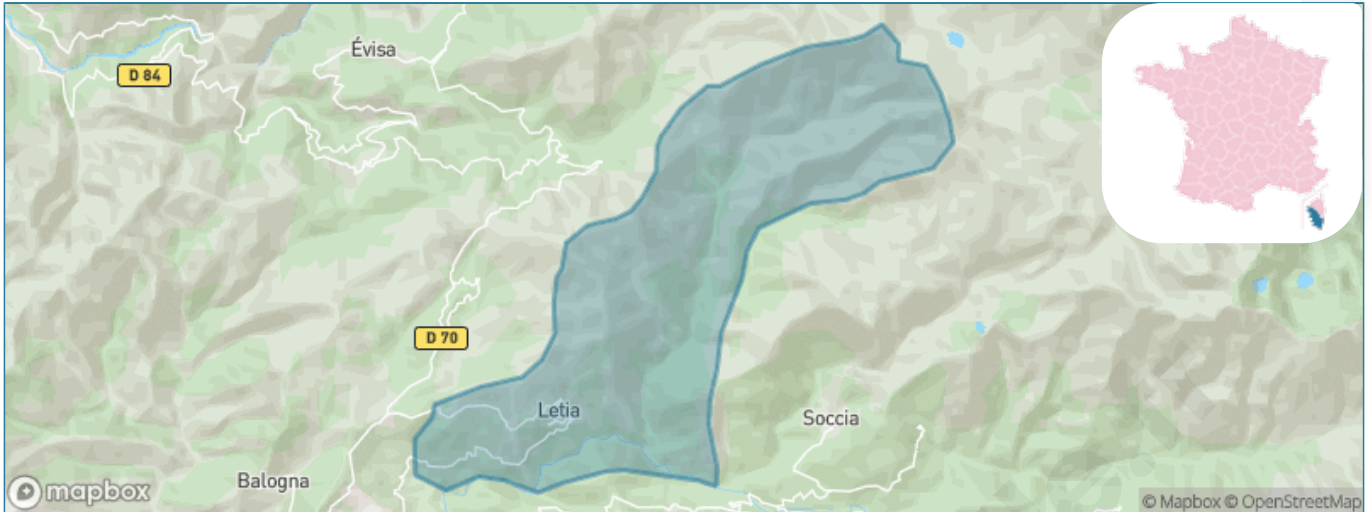 Évisa
D 84
D 70
Letia
Soccia
Balogna
mapbox
© Mapbox © OpenStreetMap